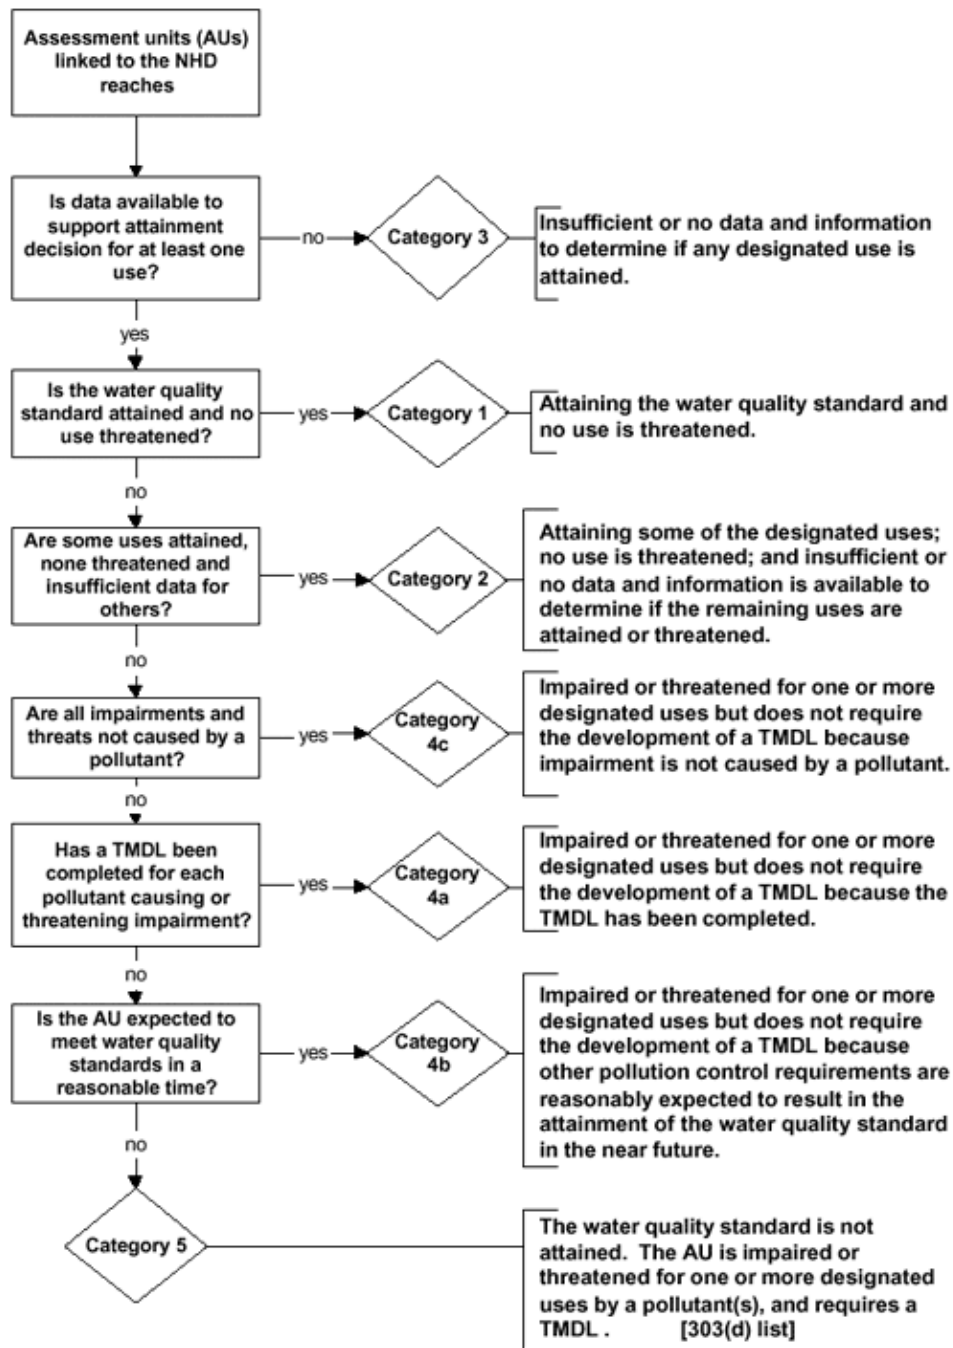 Assessment units (AUs)
linked to the NHD
reaches
Is data available to
support attainment
decision for at least one
use?
no
Category 3
Insufficient or no data and information
to determine if any designated use is
attained.
yes
Is the water quality
standard attained and no
use threatened?
yes
Category 1
Attaining the water quality standard and
no use is threatened.
no
Are some uses attained,
none threatened and
insufficient data for
others?
yes
Category 2
Attaining some of the designated uses;
no use is threatened; and insufficient or
no data and information is available to
determine if the remaining uses are
attained or threatened.
no
Are all impairments and
threats not caused by a
pollutant?
yes
Category
4c
Impaired or threatened for one or more
designated uses but does not require
the development of a TMDL because
impairment is not caused by a pollutant.
no
Has a TMDL been
completed for each
pollutant causing or
threatening impairment?
yes
Category
4a
Impaired or threatened for one or more
designated uses but does not require
the development of a TMDL because the
TMDL has been completed.
no
Is the AU expected to
meet water quality
standards in a
reasonable time?
yes
Category
4b
Impaired or threatened for one or more
designated uses but does not require
the development of a TMDL because
other pollution control requirements are
reasonably expected to result in the
attainment of the water quality standard
in the near future.
no
Category 5
The water quality standard is not
attained. The AU is impaired or
threatened for one or more designated
uses by a pollutant(s), and requires a
TMDL . [303(d) list]